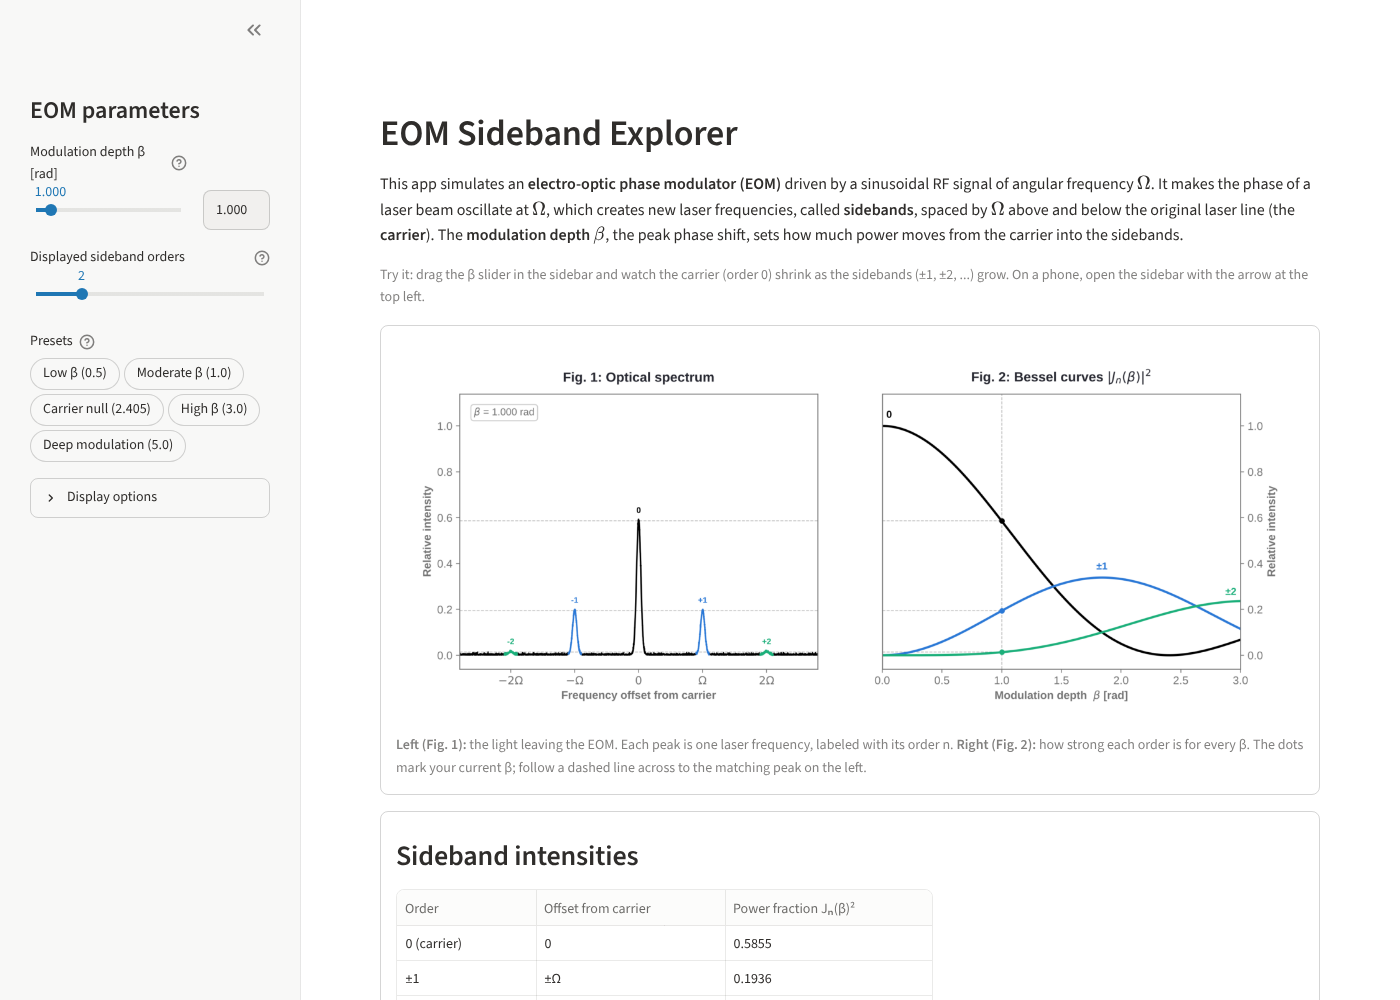 EOM parameters
Modulation depth β
[rad]
1.000
1.000
Displayed sideband orders
2
Presets
Low β (0.5)
Moderate β (1.0)
Carrier null (2.405)
High β (3.0)
Deep modulation (5.0)
Display options
EOM Sideband Explorer
This app simulates an electro-optic phase modulator (EOM) driven by a sinusoidal RF signal of angular frequency Ω. It makes the phase of a
laser beam oscillate at Ω, which creates new laser frequencies, called sidebands, spaced by Ω above and below the original laser line (the
carrier). The modulation depth β, the peak phase shift, sets how much power moves from the carrier into the sidebands.
Try it: drag the β slider in the sidebar and watch the carrier (order 0) shrink as the sidebands (±1, ±2, ...) grow. On a phone, open the sidebar with the arrow at the
top left.
Fig. 1: Optical spectrum
β = 1.000 rad
1.0
0.8
0.6
0.4
0.2
0.0
Relative intensity
-2
-1
0
+1
+2
−2Ω
−Ω
0
Ω
2Ω
Frequency offset from carrier
Fig. 2: Bessel curves |Jₙ(β)|²
0
±1
±2
1.0
0.8
0.6
0.4
0.2
0.0
Relative intensity
0.0
0.5
1.0
1.5
2.0
2.5
3.0
Modulation depth β [rad]
Left (Fig. 1): the light leaving the EOM. Each peak is one laser frequency, labeled with its order n. Right (Fig. 2): how strong each order is for every β. The dots
mark your current β; follow a dashed line across to the matching peak on the left.
Sideband intensities
Order
Offset from carrier
Power fraction Jₙ(β)²
0 (carrier)
0
0.5855
±1
±Ω
0.1936